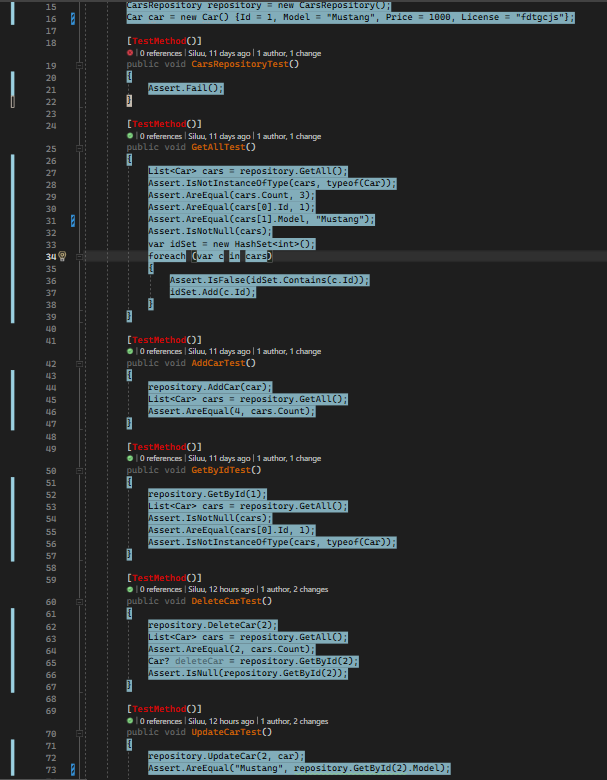 15 CarsRepository repository = new CarsRepository();
16 Car car = new Car() {Id = 1, Model = "Mustang", Price = 1000, License = "fdtgcjs"};
17
18 [TestMethod()]
0 references | Siluu, 11 days ago | 1 author, 1 change
19 public void CarsRepositoryTest()
20 {
21 Assert.Fail();
22 }
23
24 [TestMethod()]
0 references | Siluu, 11 days ago | 1 author, 1 change
25 public void GetAllTest()
26 {
27 List<Car> cars = repository.GetAll();
28 Assert.IsNotInstanceOfType(cars, typeof(Car));
29 Assert.AreEqual(cars.Count, 3);
30 Assert.AreEqual(cars[0].Id, 1);
31 Assert.AreEqual(cars[1].Model, "Mustang");
32 Assert.IsNotNull(cars);
33 var idSet = new HashSet<int>();
34 foreach (var c in cars)
35 {
36 Assert.IsFalse(idSet.Contains(c.Id));
37 idSet.Add(c.Id);
38 }
39 }
40
41 [TestMethod()]
0 references | Siluu, 11 days ago | 1 author, 1 change
42 public void AddCarTest()
43 {
44 repository.AddCar(car);
45 List<Car> cars = repository.GetAll();
46 Assert.AreEqual(4, cars.Count);
47 }
48
49 [TestMethod()]
0 references | Siluu, 11 days ago | 1 author, 1 change
50 public void GetByIdTest()
51 {
52 repository.GetById(1);
53 List<Car> cars = repository.GetAll();
54 Assert.IsNotNull(cars);
55 Assert.AreEqual(cars[0].Id, 1);
56 Assert.IsNotInstanceOfType(cars, typeof(Car));
57 }
58
59 [TestMethod()]
0 references | Siluu, 12 hours ago | 1 author, 2 changes
60 public void DeleteCarTest()
61 {
62 repository.DeleteCar(2);
63 List<Car> cars = repository.GetAll();
64 Assert.AreEqual(2, cars.Count);
65 Car? deleteCar = repository.GetById(2);
66 Assert.IsNull(repository.GetById(2));
67 }
68
69 [TestMethod()]
0 references | Siluu, 12 hours ago | 1 author, 2 changes
70 public void UpdateCarTest()
71 {
72 repository.UpdateCar(2, car);
73 Assert.AreEqual("Mustang", repository.GetById(2).Model);